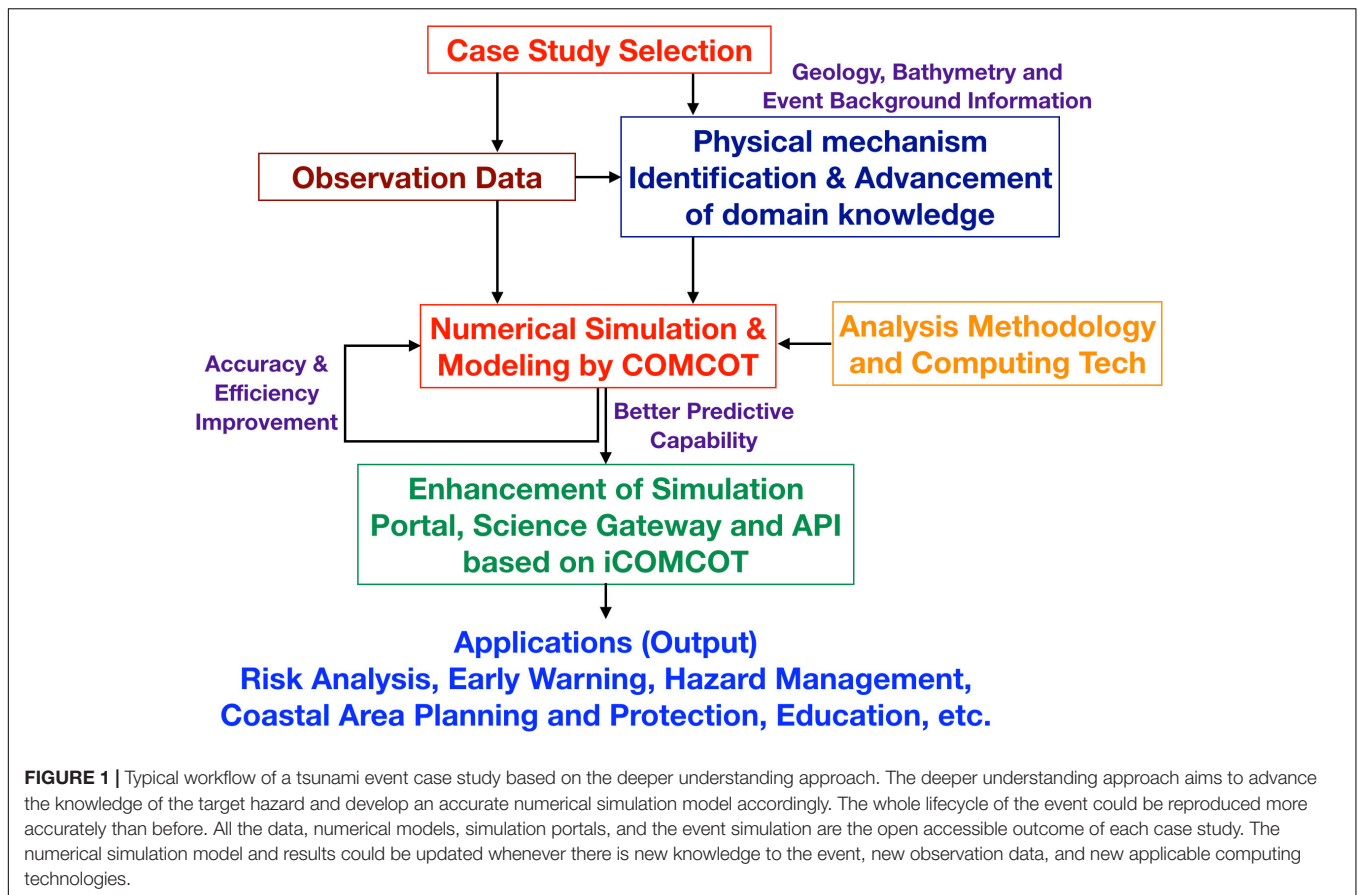 Case Study Selection
Geology, Bathymetry and
Event Background Information
Observation Data
Physical mechanism
Identification & Advancement
of domain knowledge
Numerical Simulation &
Modeling by COMCOT
Analysis Methodology
and Computing Tech
Accuracy &
Efficiency
Improvement
Better Predictive
Capability
Enhancement of Simulation
Portal, Science Gateway and API
based on iCOMCOT
Applications (Output)
Risk Analysis, Early Warning, Hazard Management,
Coastal Area Planning and Protection, Education, etc.
FIGURE 1 | Typical workflow of a tsunami event case study based on the deeper understanding approach. The deeper understanding approach aims to advance
the knowledge of the target hazard and develop an accurate numerical simulation model accordingly. The whole lifecycle of the event could be reproduced more
accurately than before. All the data, numerical models, simulation portals, and the event simulation are the open accessible outcome of each case study. The
numerical simulation model and results could be updated whenever there is new knowledge to the event, new observation data, and new applicable computing
technologies.